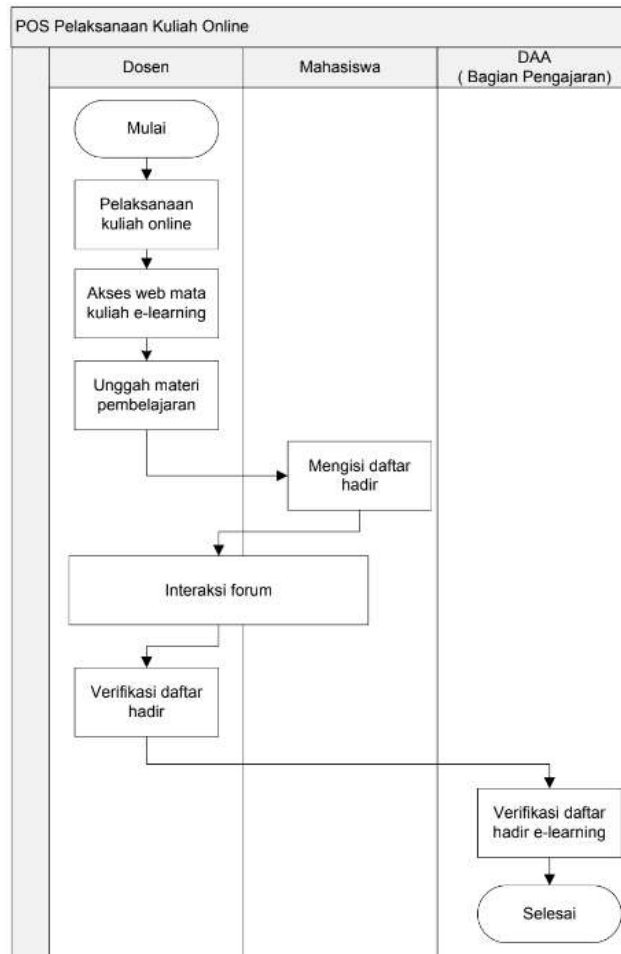 POS Pelaksanaan Kuliah Online
Dosen
Mahasiswa
DAA
( Bagian Pengajaran)
Mulai
Pelaksanaan
kuliah online
Akses web mata
kuliah e-learning
Unggah materi
pembelajaran
Mengisi daftar
hadir
Interaksi forum
Verifikasi daftar
hadir
Verifikasi daftar
hadir e-learning
Selesai